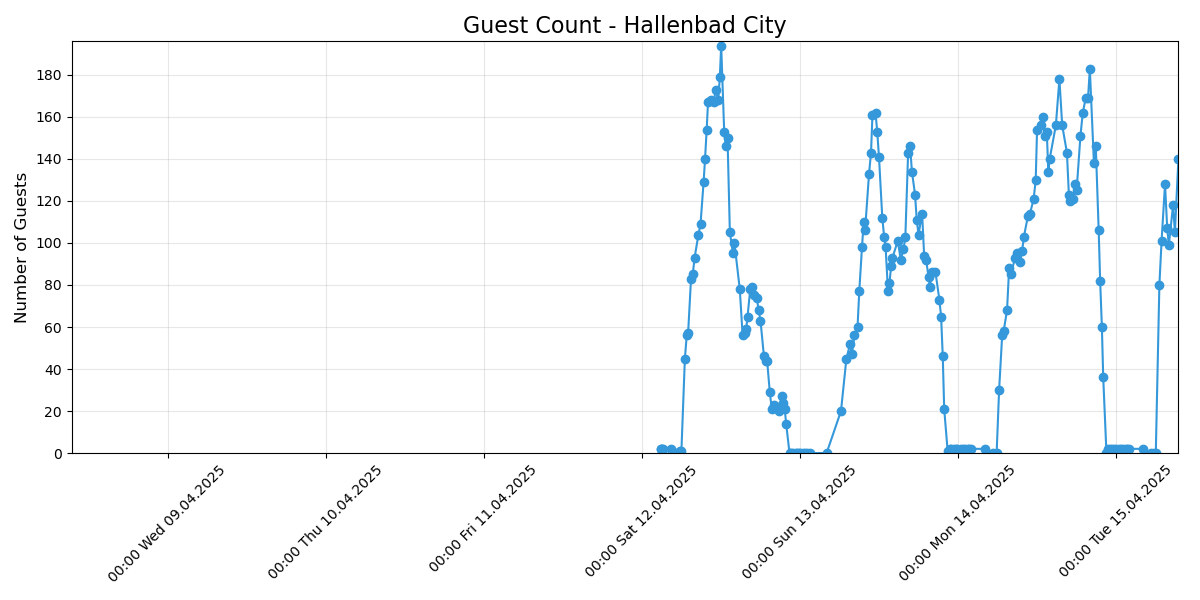 Guest Count - Hallenbad City
Number of Guests
180
160
140
120
100
80
60
40
20
0
00:00 Wed 09.04.2025
00:00 Thu 10.04.2025
00:00 Fri 11.04.2025
00:00 Sat 12.04.2025
00:00 Sun 13.04.2025
00:00 Mon 14.04.2025
00:00 Tue 15.04.2025